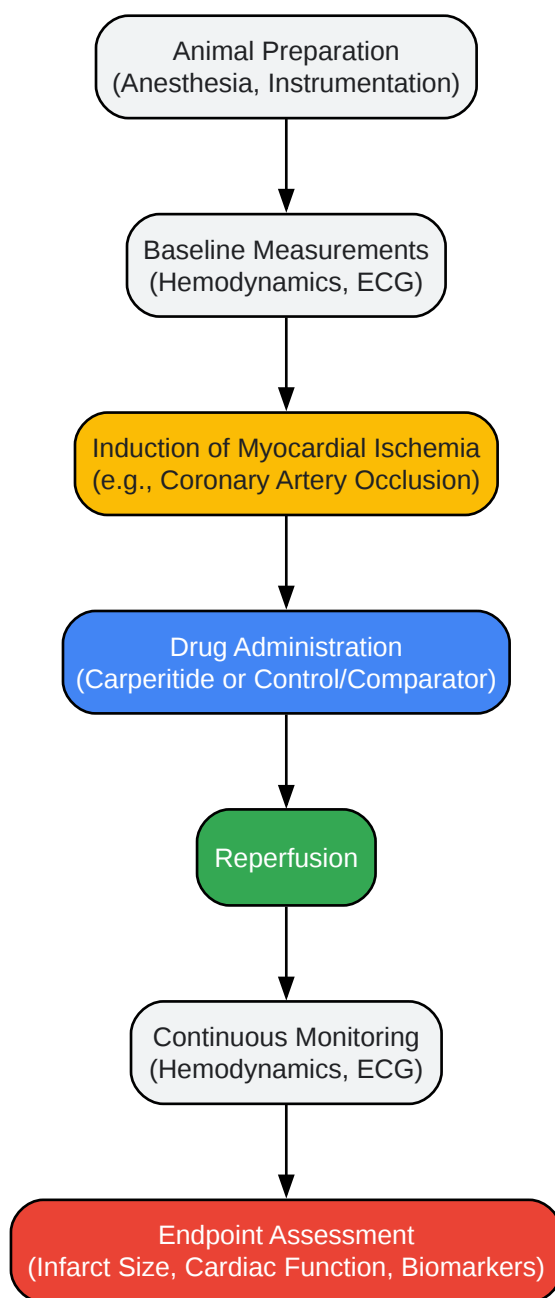 Animal Preparation
(Anesthesia, Instrumentation)
Baseline Measurements
(Hemodynamics, ECG)
Induction of Myocardial Ischemia
(e.g., Coronary Artery Occlusion)
Drug Administration
(Carperitide or Control/Comparator)
Reperfusion
Continuous Monitoring
(Hemodynamics, ECG)
Endpoint Assessment
(Infarct Size, Cardiac Function, Biomarkers)